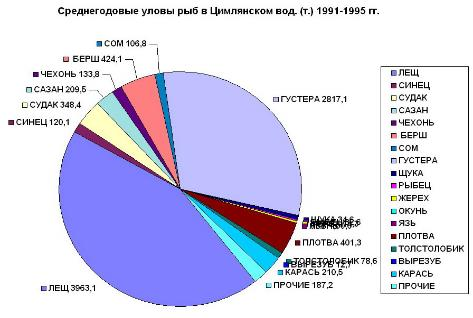 Среднегодовые уловы рыб в Цимлянском вод. (т.) 1991-1995 гг.
СОМ 106,8
БЕРШ 424,1
ЧЕХОНЬ 133,8
САЗАН 209,5
СУДАК 348,4
СИНЕЦ 120,1
ГУСТЕРА 2817,1
ПЛОТВА 401,3
ТОЛСТОЛОБИК 78,6
ВЫРЕЗУБ 12,7
КАРАСЬ 210,5
ПРОЧИЕ 187,2
ЛЕЩ 3963,1
ЛЕЩ
СИНЕЦ
СУДАК
САЗАН
ЧЕХОНЬ
БЕРШ
СОМ
ГУСТЕРА
ЩУКА
РЫБЕЦ
ЖЕРЕХ
ОКУНЬ
ЯЗЬ
ПЛОТВА
ТОЛСТОЛОБИК
ВЫРЕЗУБ
КАРАСЬ
ПРОЧИЕ